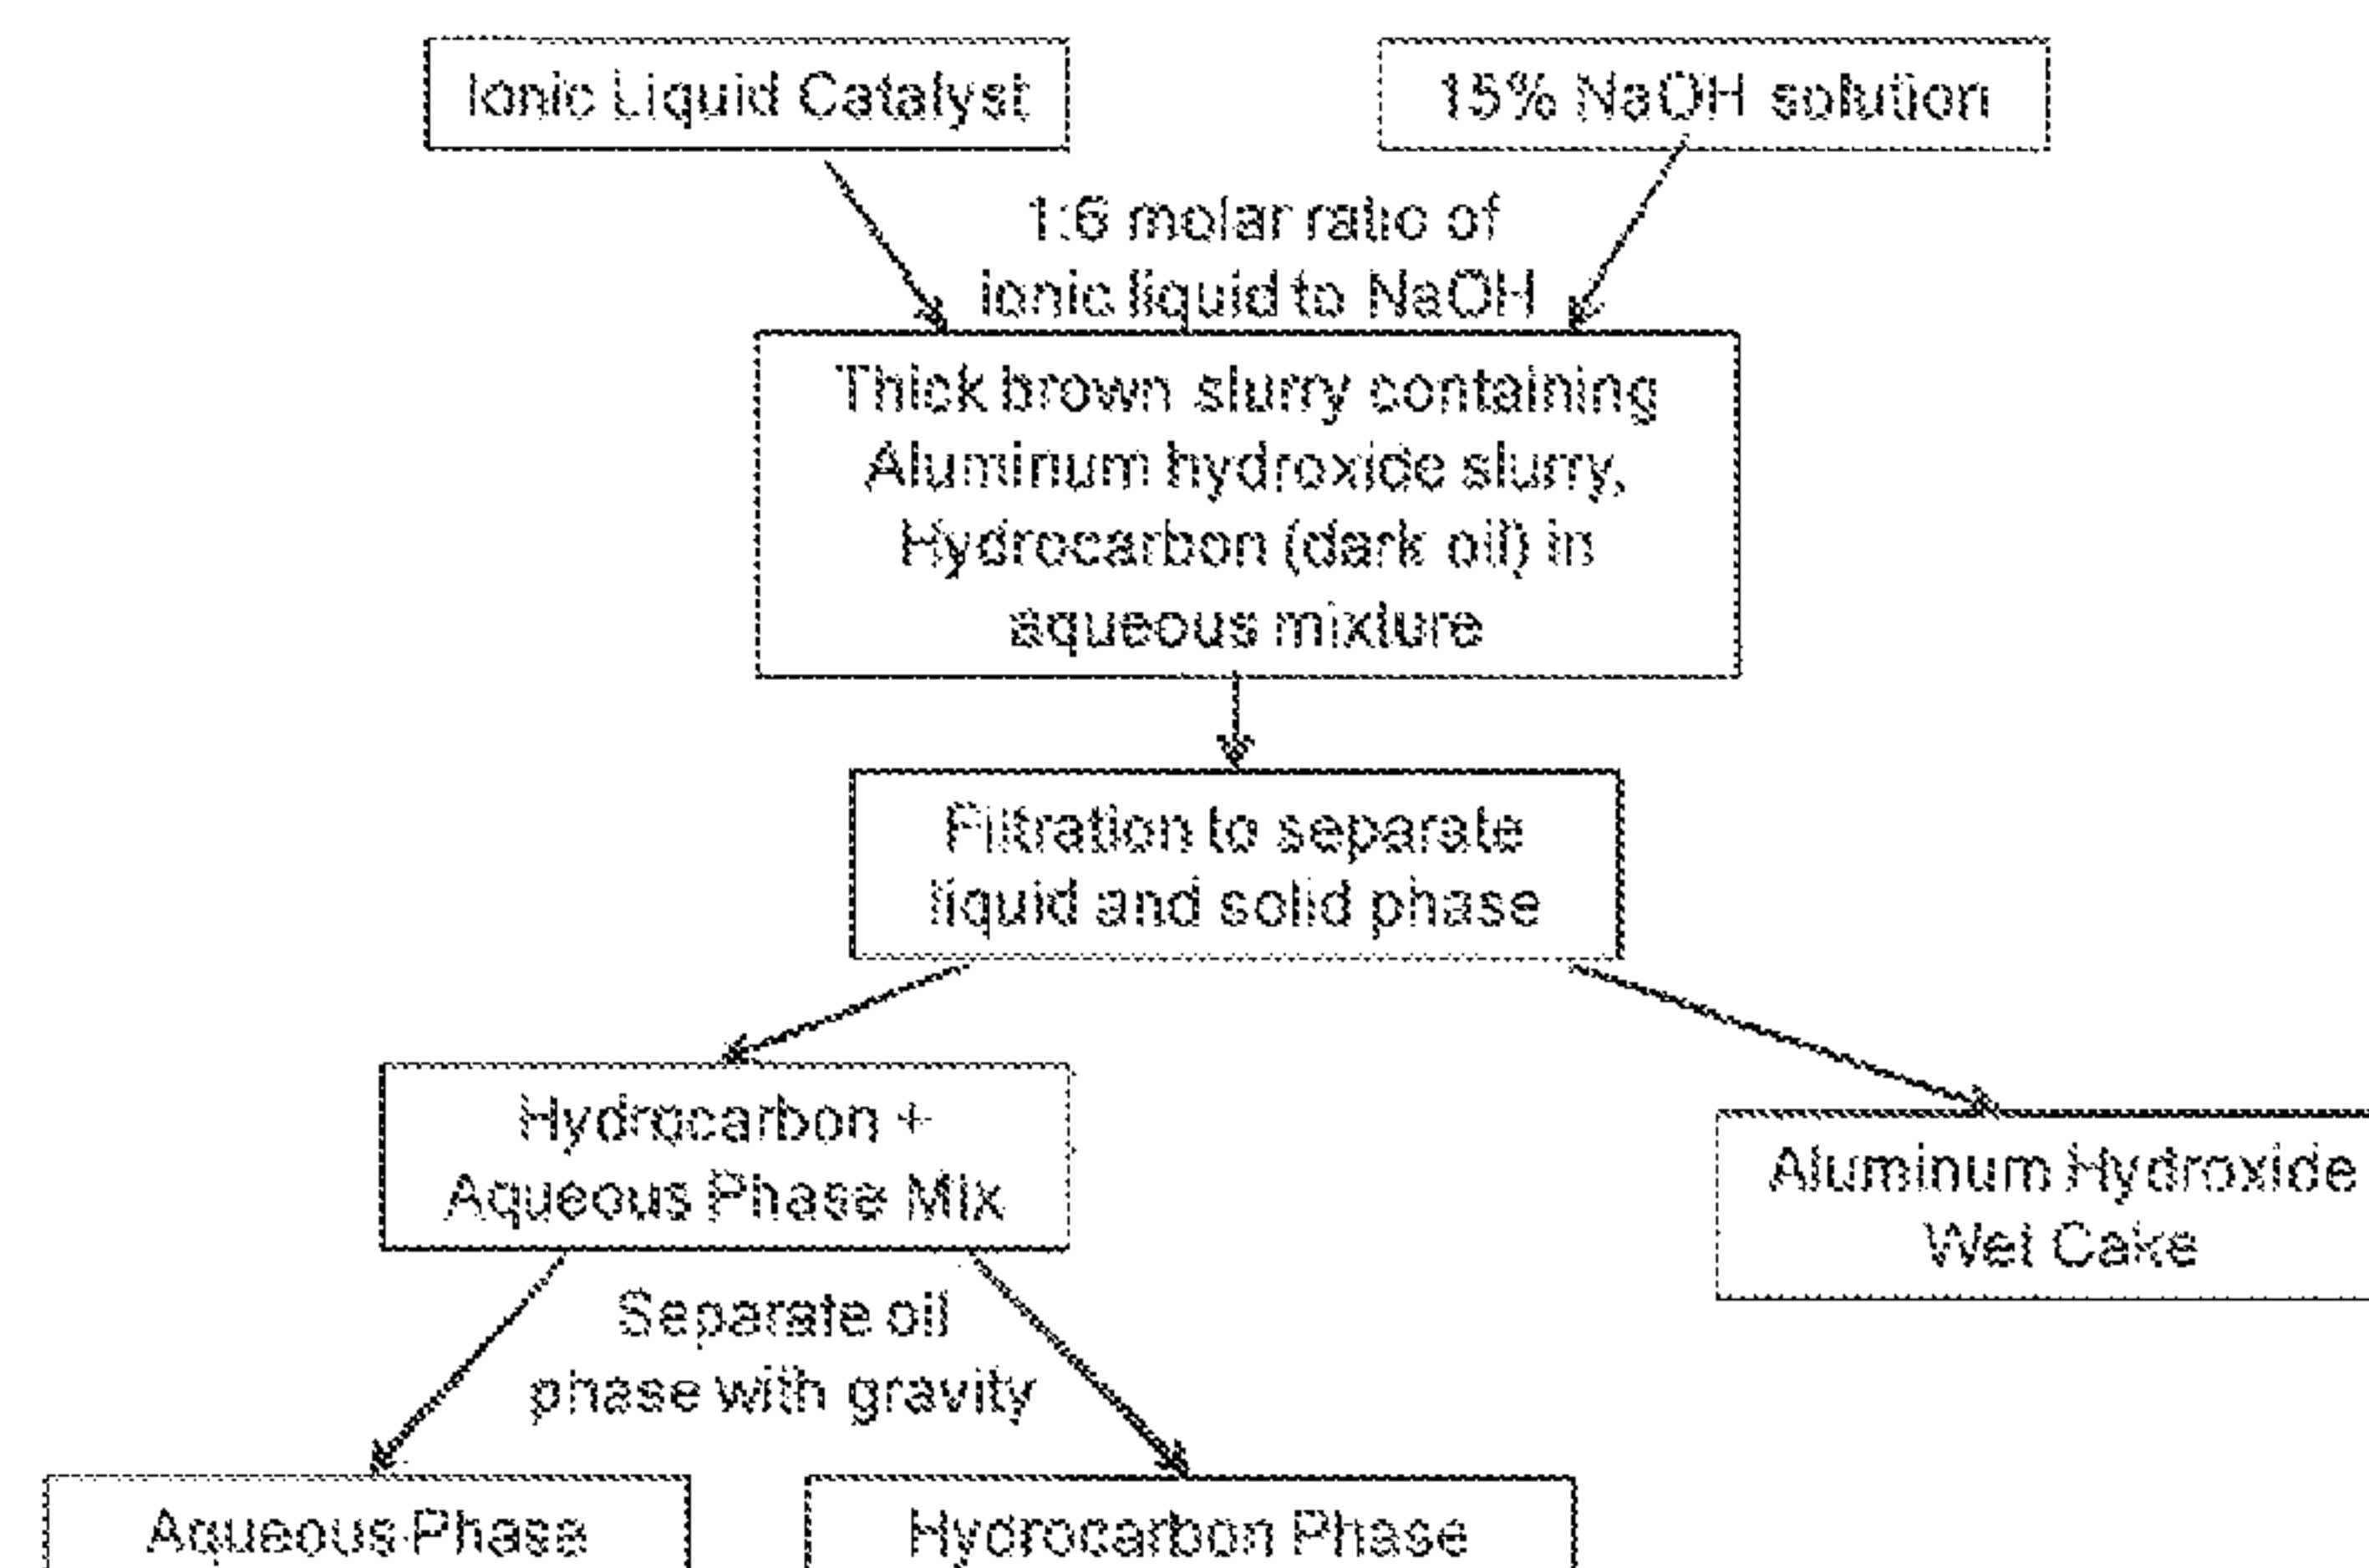 Ionic Liquid Catalyst
15% NaOH solution
1:6 molar ratio of
ionic liquid to NaOH
Thick brown slurry containing
Aluminum hydroxide slurry,
Hydrocarbon (dark oil) in
aqueous mixture
Filtration to separate
liquid and solid phase
Hydrocarbon +
Aqueous Phase Mix
Aluminum Hydroxide
Wet Cake
Separate oil
phase with gravity
Aqueous Phase
Hydrocarbon Phase